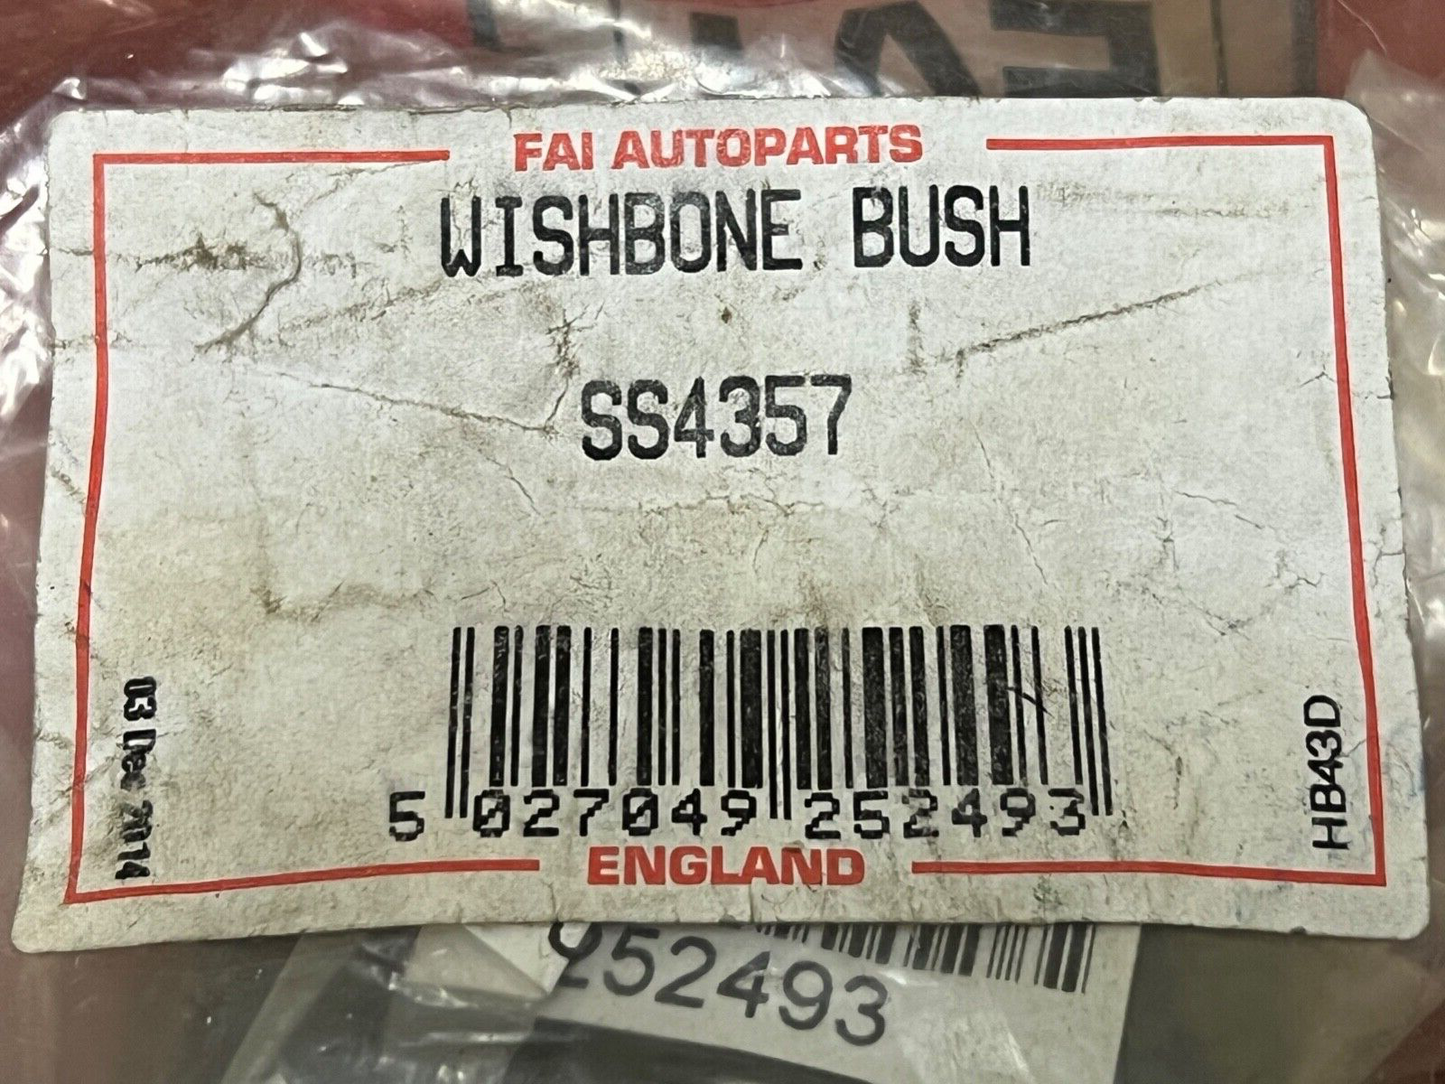 FAI AUTOPARTS
WISHBONE BUSH
SS4357
03 Dec 2014
HB43D
5 027049 252493
ENGLAND
252493